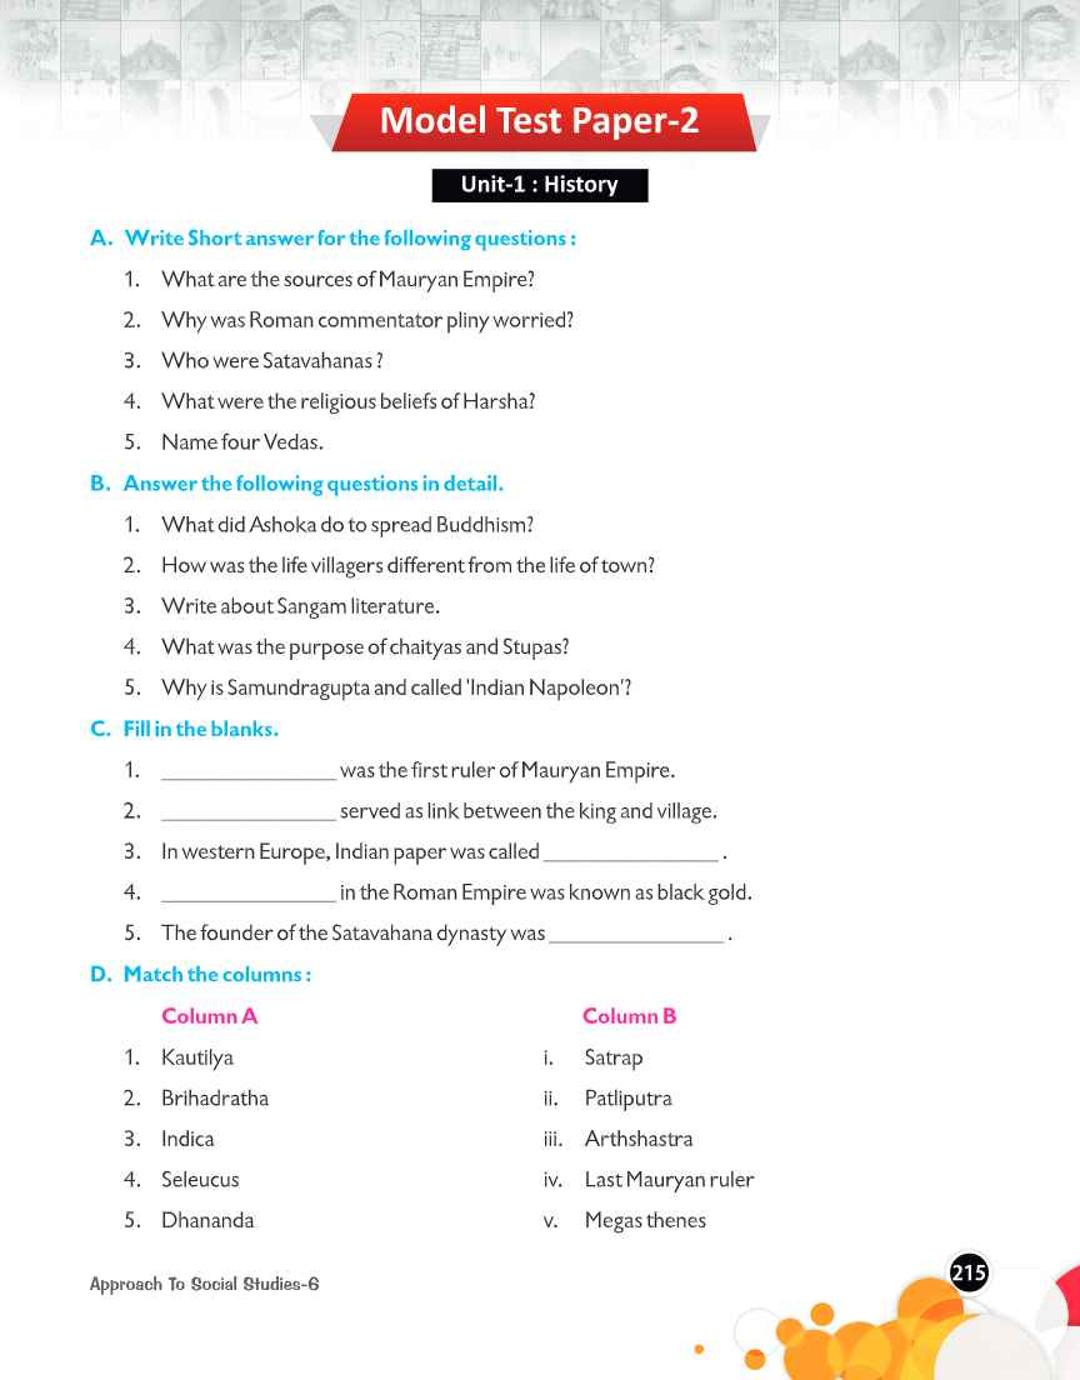 Model Test Paper-2
Unit-1 : History
A. Write Short answer for the following questions :
1. What are the sources of Mauryan Empire?
2. Why was Roman commentator pliny worried?
3. Who were Satavahanas ?
4. What were the religious beliefs of Harsha?
5. Name four Vedas.
B. Answer the following questions in detail.
1. What did Ashoka do to spread Buddhism?
2. How was the life villagers different from the life of town?
3. Write about Sangam literature.
4. What was the purpose of chaityas and Stupas?
5. Why is Samundragupta and called 'Indian Napoleon'?
C. Fill in the blanks.
1. ________________ was the first ruler of Mauryan Empire.
2. ________________ served as link between the king and village.
3. In western Europe, Indian paper was called ________________ .
4. ________________ in the Roman Empire was known as black gold.
5. The founder of the Satavahana dynasty was ________________ .
D. Match the columns :
Column A Column B
1. Kautilya i. Satrap
2. Brihadratha ii. Patliputra
3. Indica iii. Arthshastra
4. Seleucus iv. Last Mauryan ruler
5. Dhananda v. Megas thenes
Approach To Social Studies-6 215